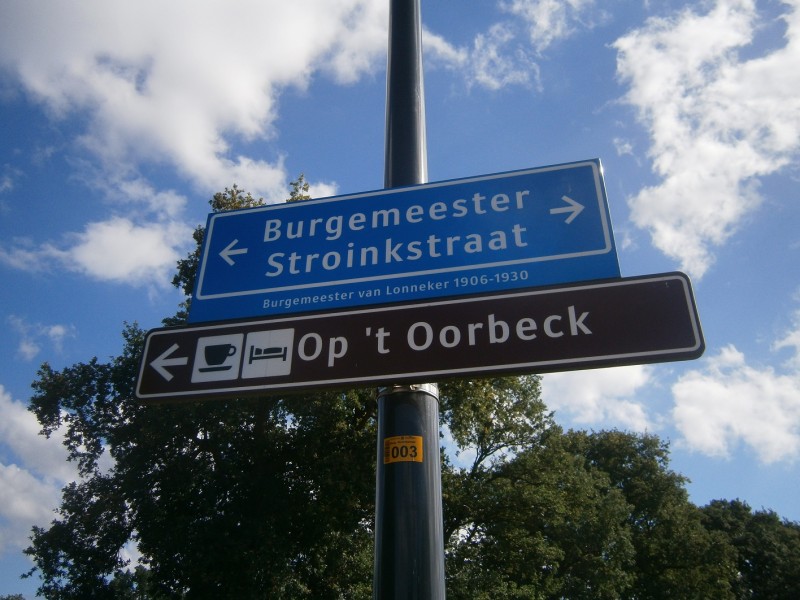 Burgemeester
Stroinkstraat
Burgemeester van Lonneker 1906-1930
Op 't Oorbeck
003